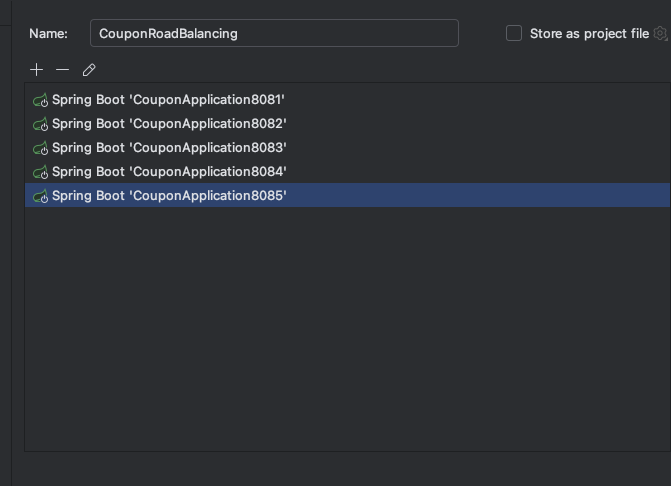 Name: CouponRoadBalancing Store as project file
Spring Boot 'CouponApplication8081'
Spring Boot 'CouponApplication8082'
Spring Boot 'CouponApplication8083'
Spring Boot 'CouponApplication8084'
Spring Boot 'CouponApplication8085'